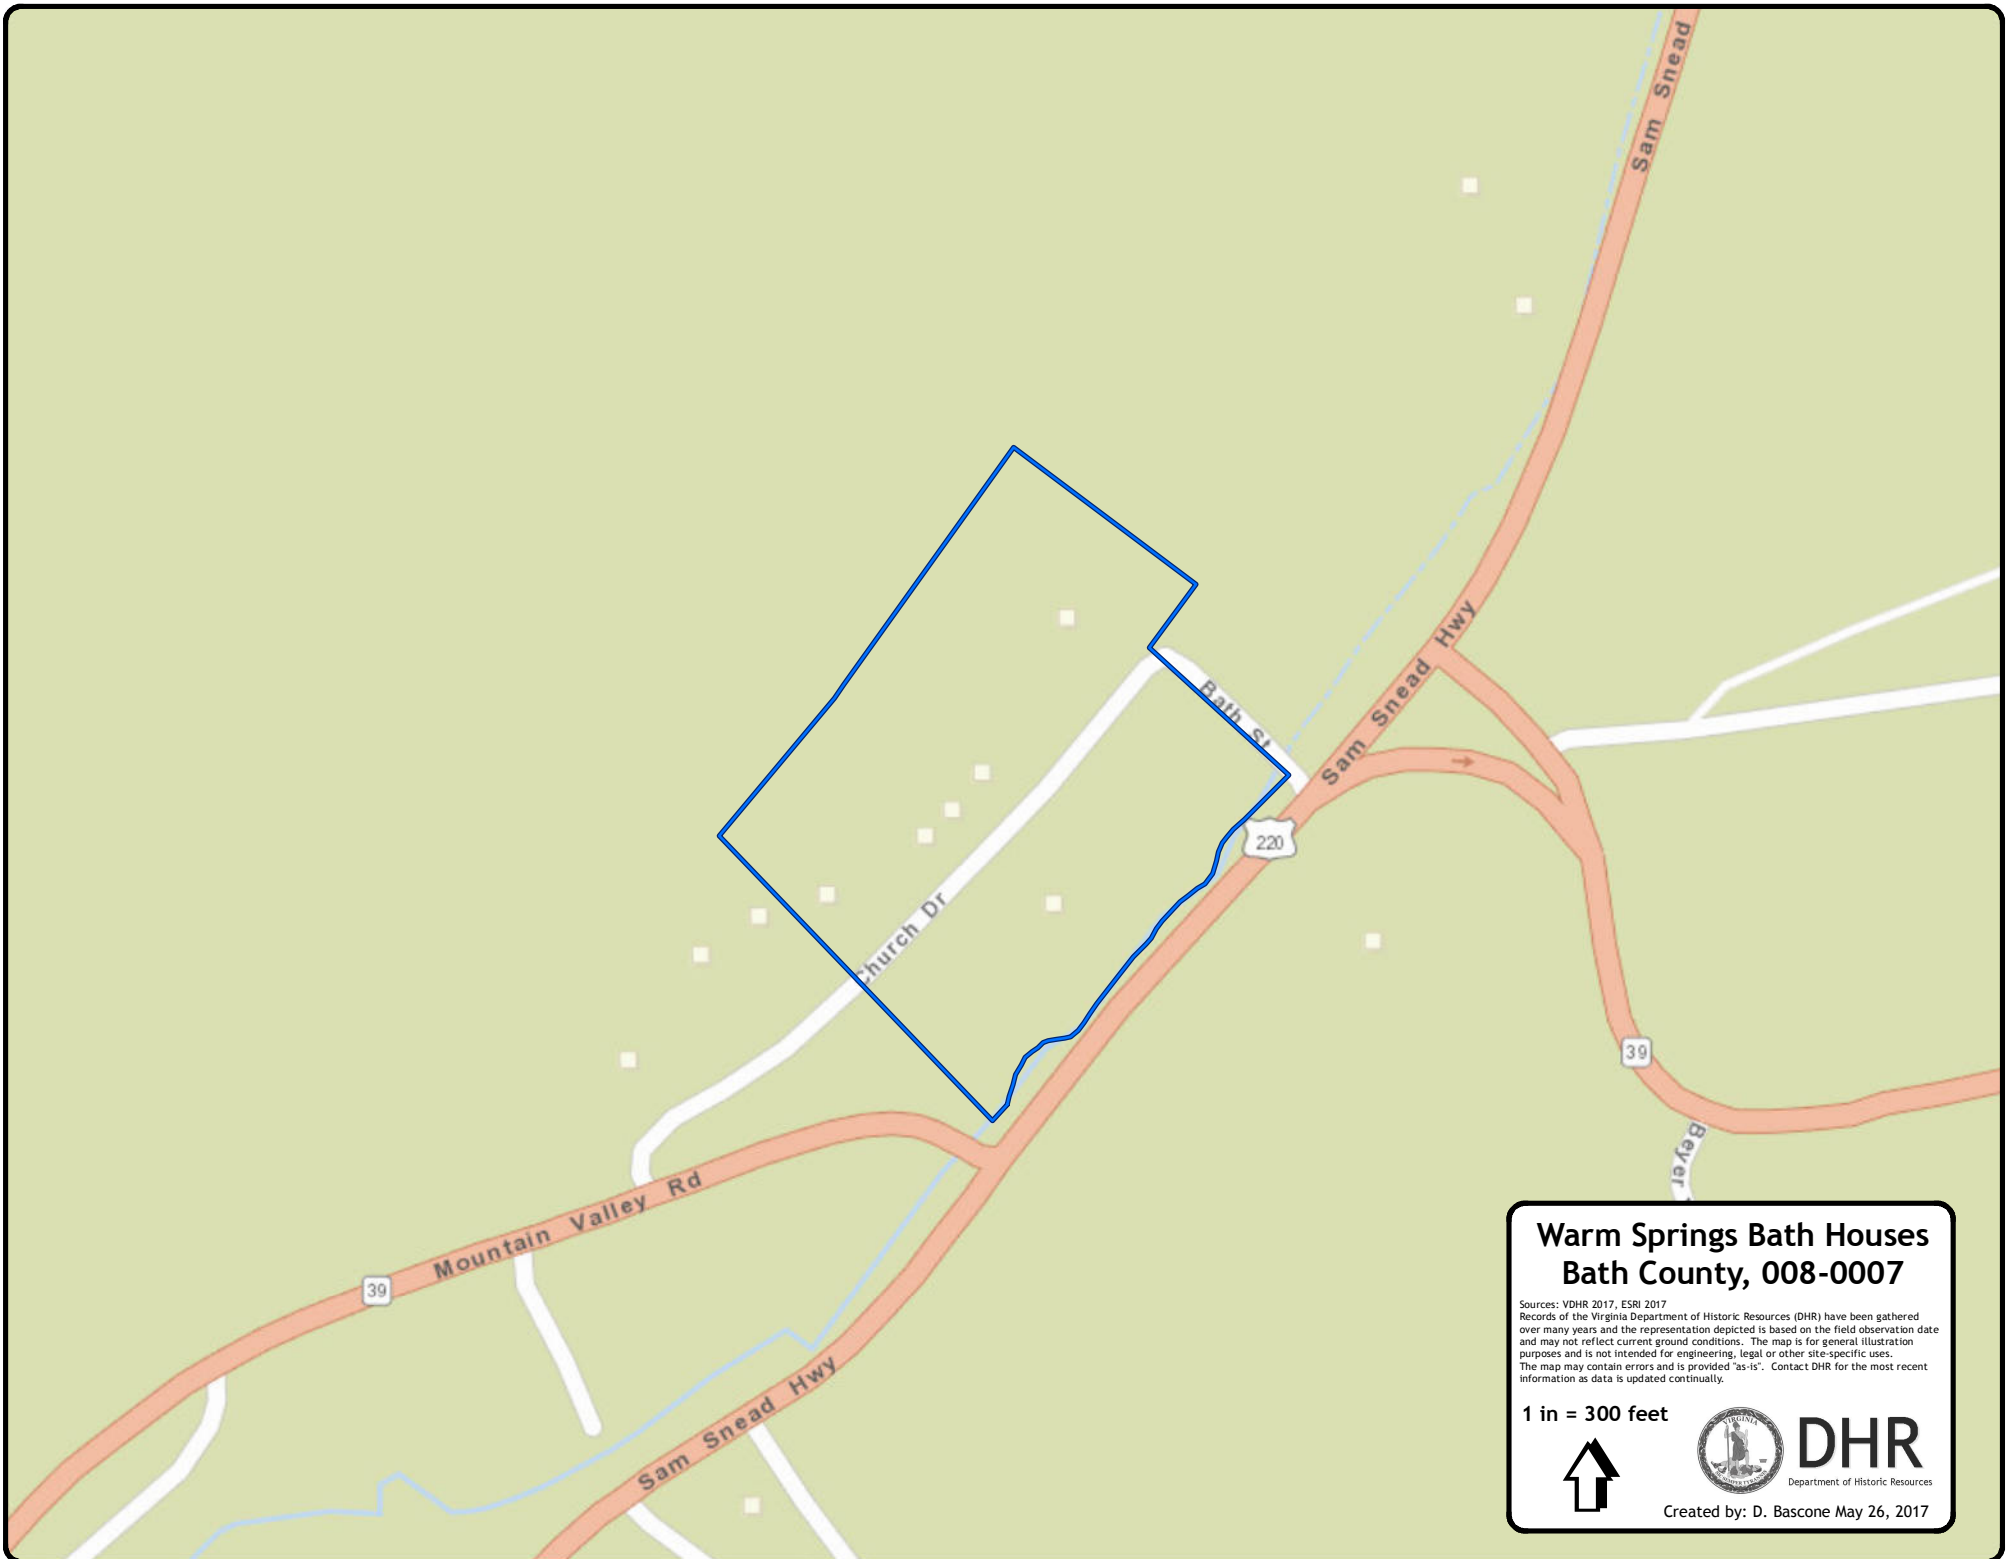 Sam Snead
Sam Snead Hwy
Bath St
220
Church Dr
39
Beyer
Mountain Valley Rd
39
Sam Snead Hwy
Warm Springs Bath Houses
Bath County, 008-0007
Sources: VDHR 2017, ESRI 2017
Records of the Virginia Department of Historic Resources (DHR) have been gathered
over many years and the representation depicted is based on the field observation date
and may not reflect current ground conditions. The map is for general illustration
purposes and is not intended for engineering, legal or other site-specific uses.
The map may contain errors and is provided "as-is". Contact DHR for the most recent
information as data is updated continually.
1 in = 300 feet
VIRGINIA
DHR
Department of Historic Resources
Created by: D. Bascone May 26, 2017